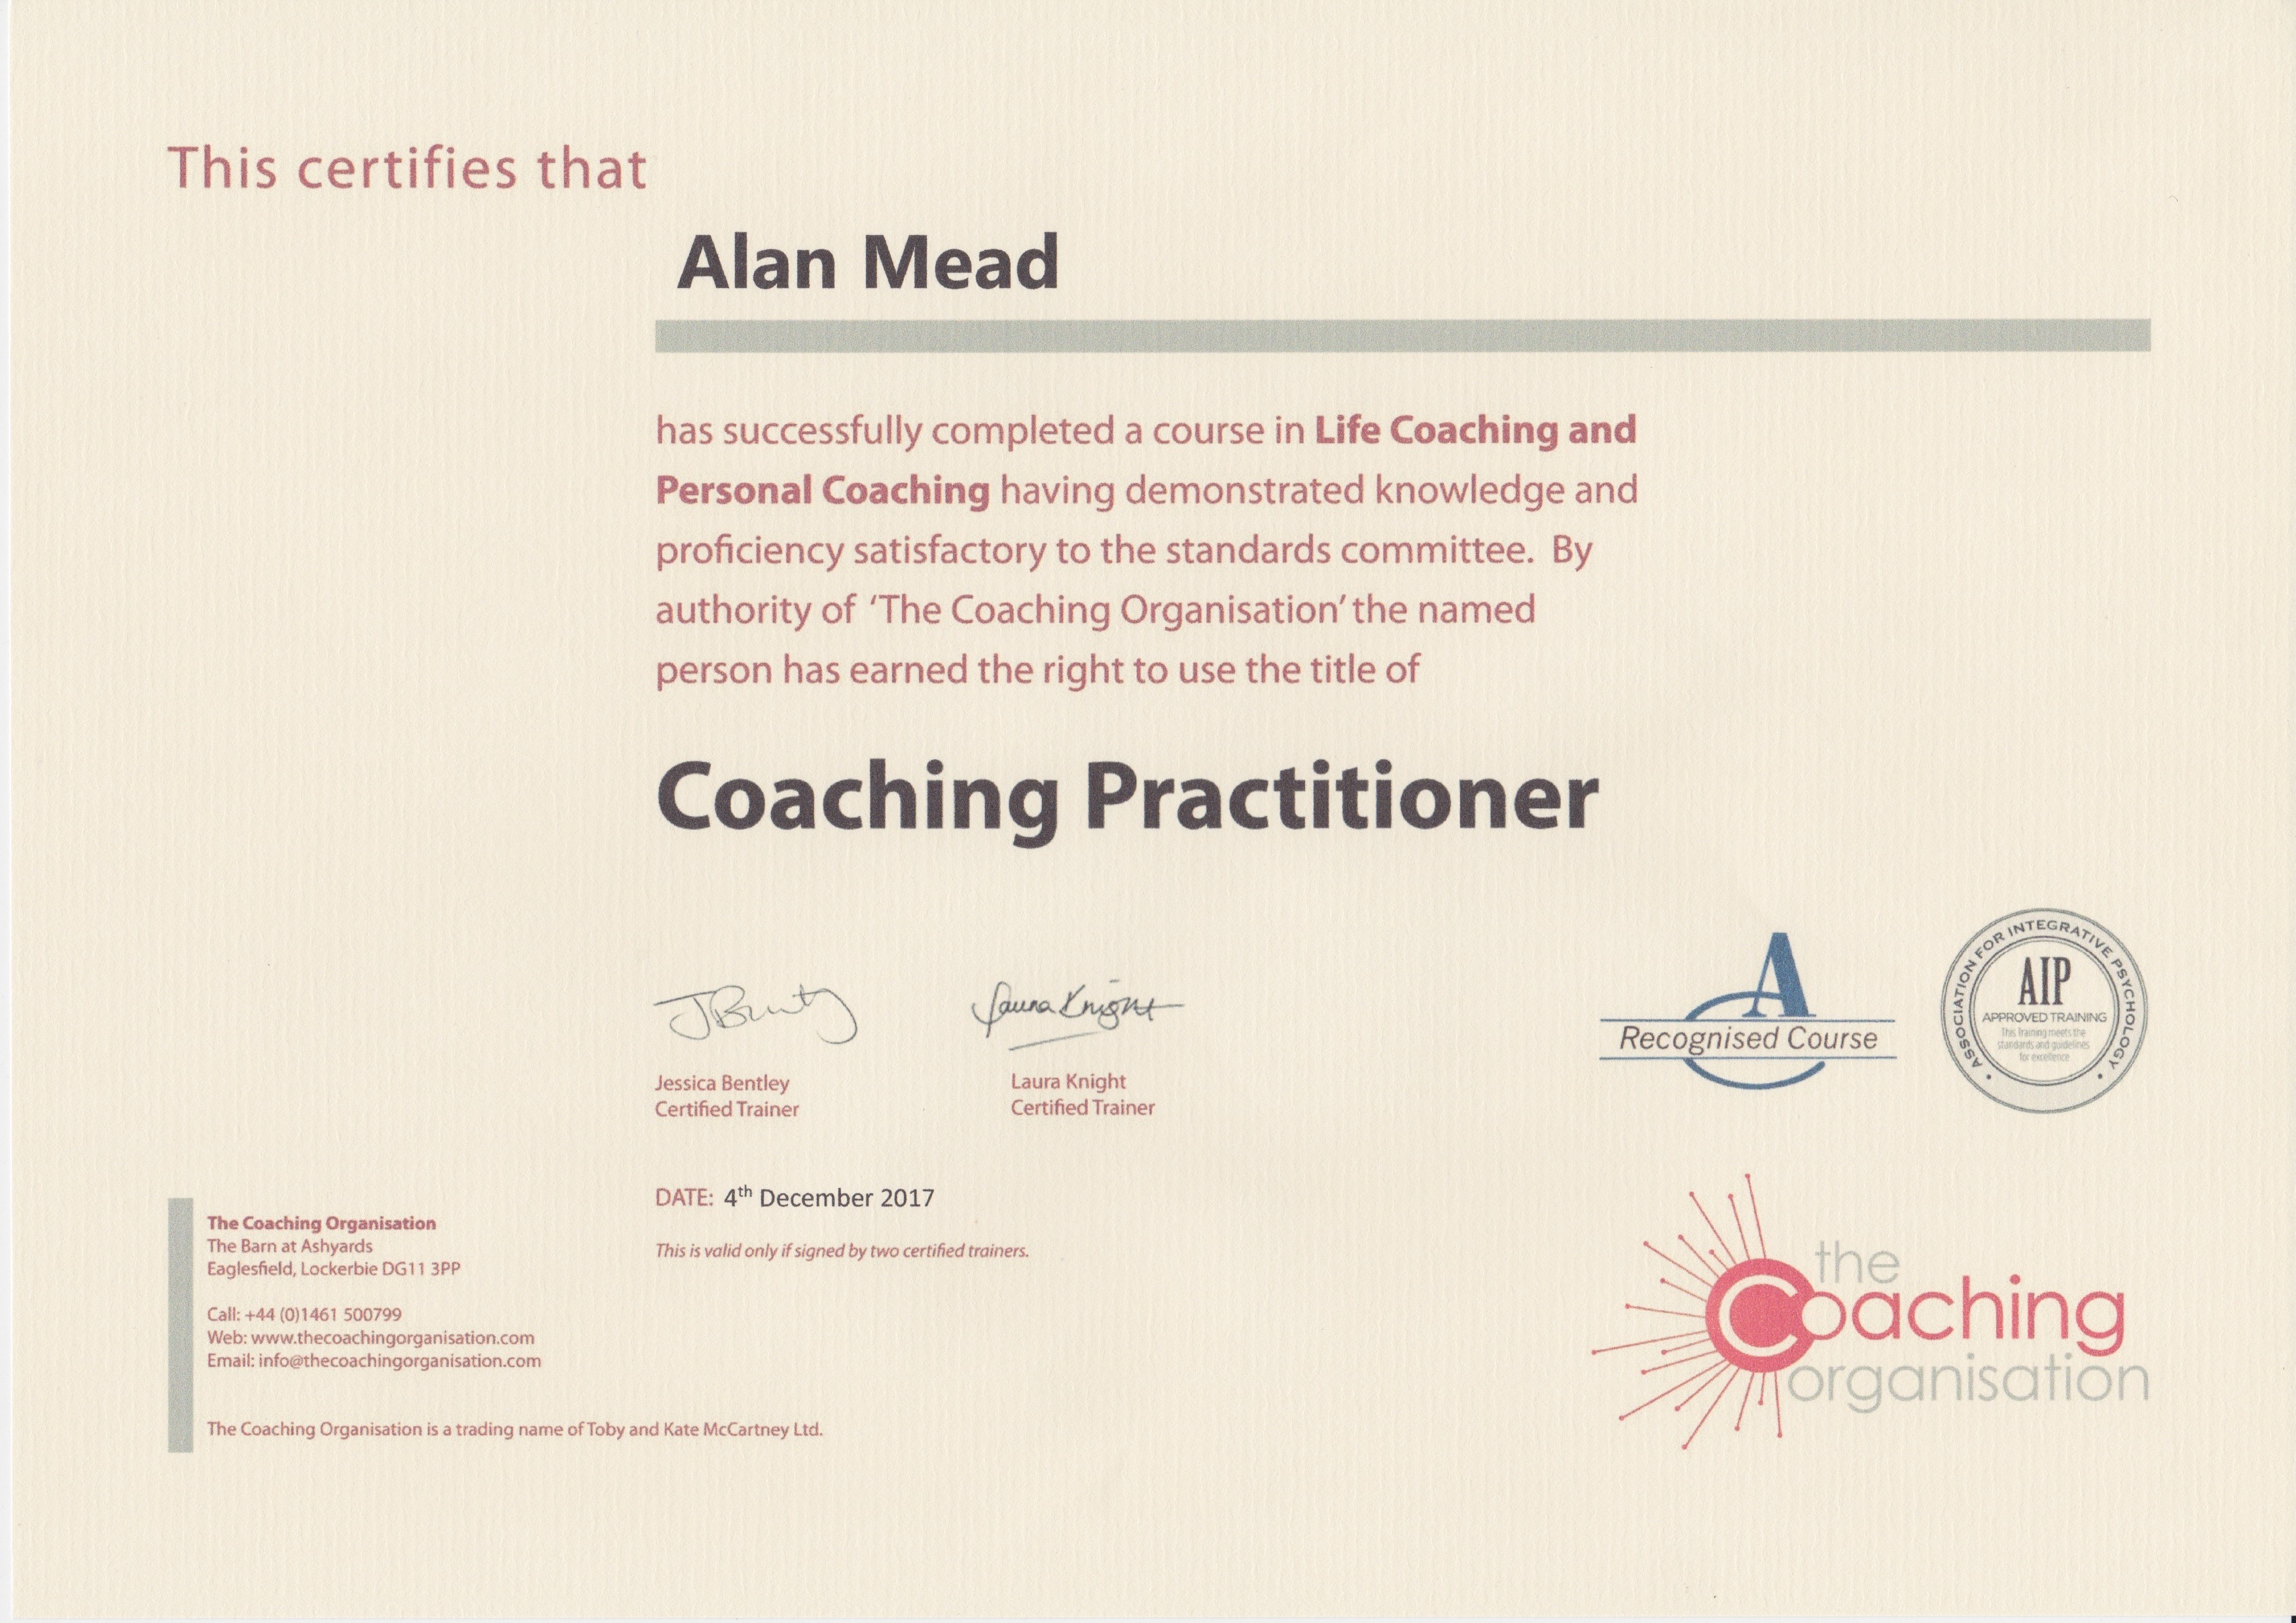 This certifies that
Alan Mead
has successfully completed a course in Life Coaching and
Personal Coaching having demonstrated knowledge and
proficiency satisfactory to the standards committee.  By
authority of ‘The Coaching Organisation’ the named
person has earned the right to use the title of
Coaching Practitioner
J Bentley
Laura Knight
Jessica Bentley
Certified Trainer
Laura Knight
Certified Trainer
A
Recognised Course
ASSOCIATION FOR INTEGRATIVE PSYCHOLOGY
AIP
APPROVED TRAINING
This Training meets the
standards and guidelines
for excellence
DATE: 4th December 2017
This is valid only if signed by two certified trainers.
The Coaching Organisation
The Barn at Ashyards
Eaglesfield, Lockerbie DG11 3PP
Call: +44 (0)1461 500799
Web: www.thecoachingorganisation.com
Email: info@thecoachingorganisation.com
The Coaching Organisation is a trading name of Toby and Kate McCartney Ltd.
the
Coaching
organisation